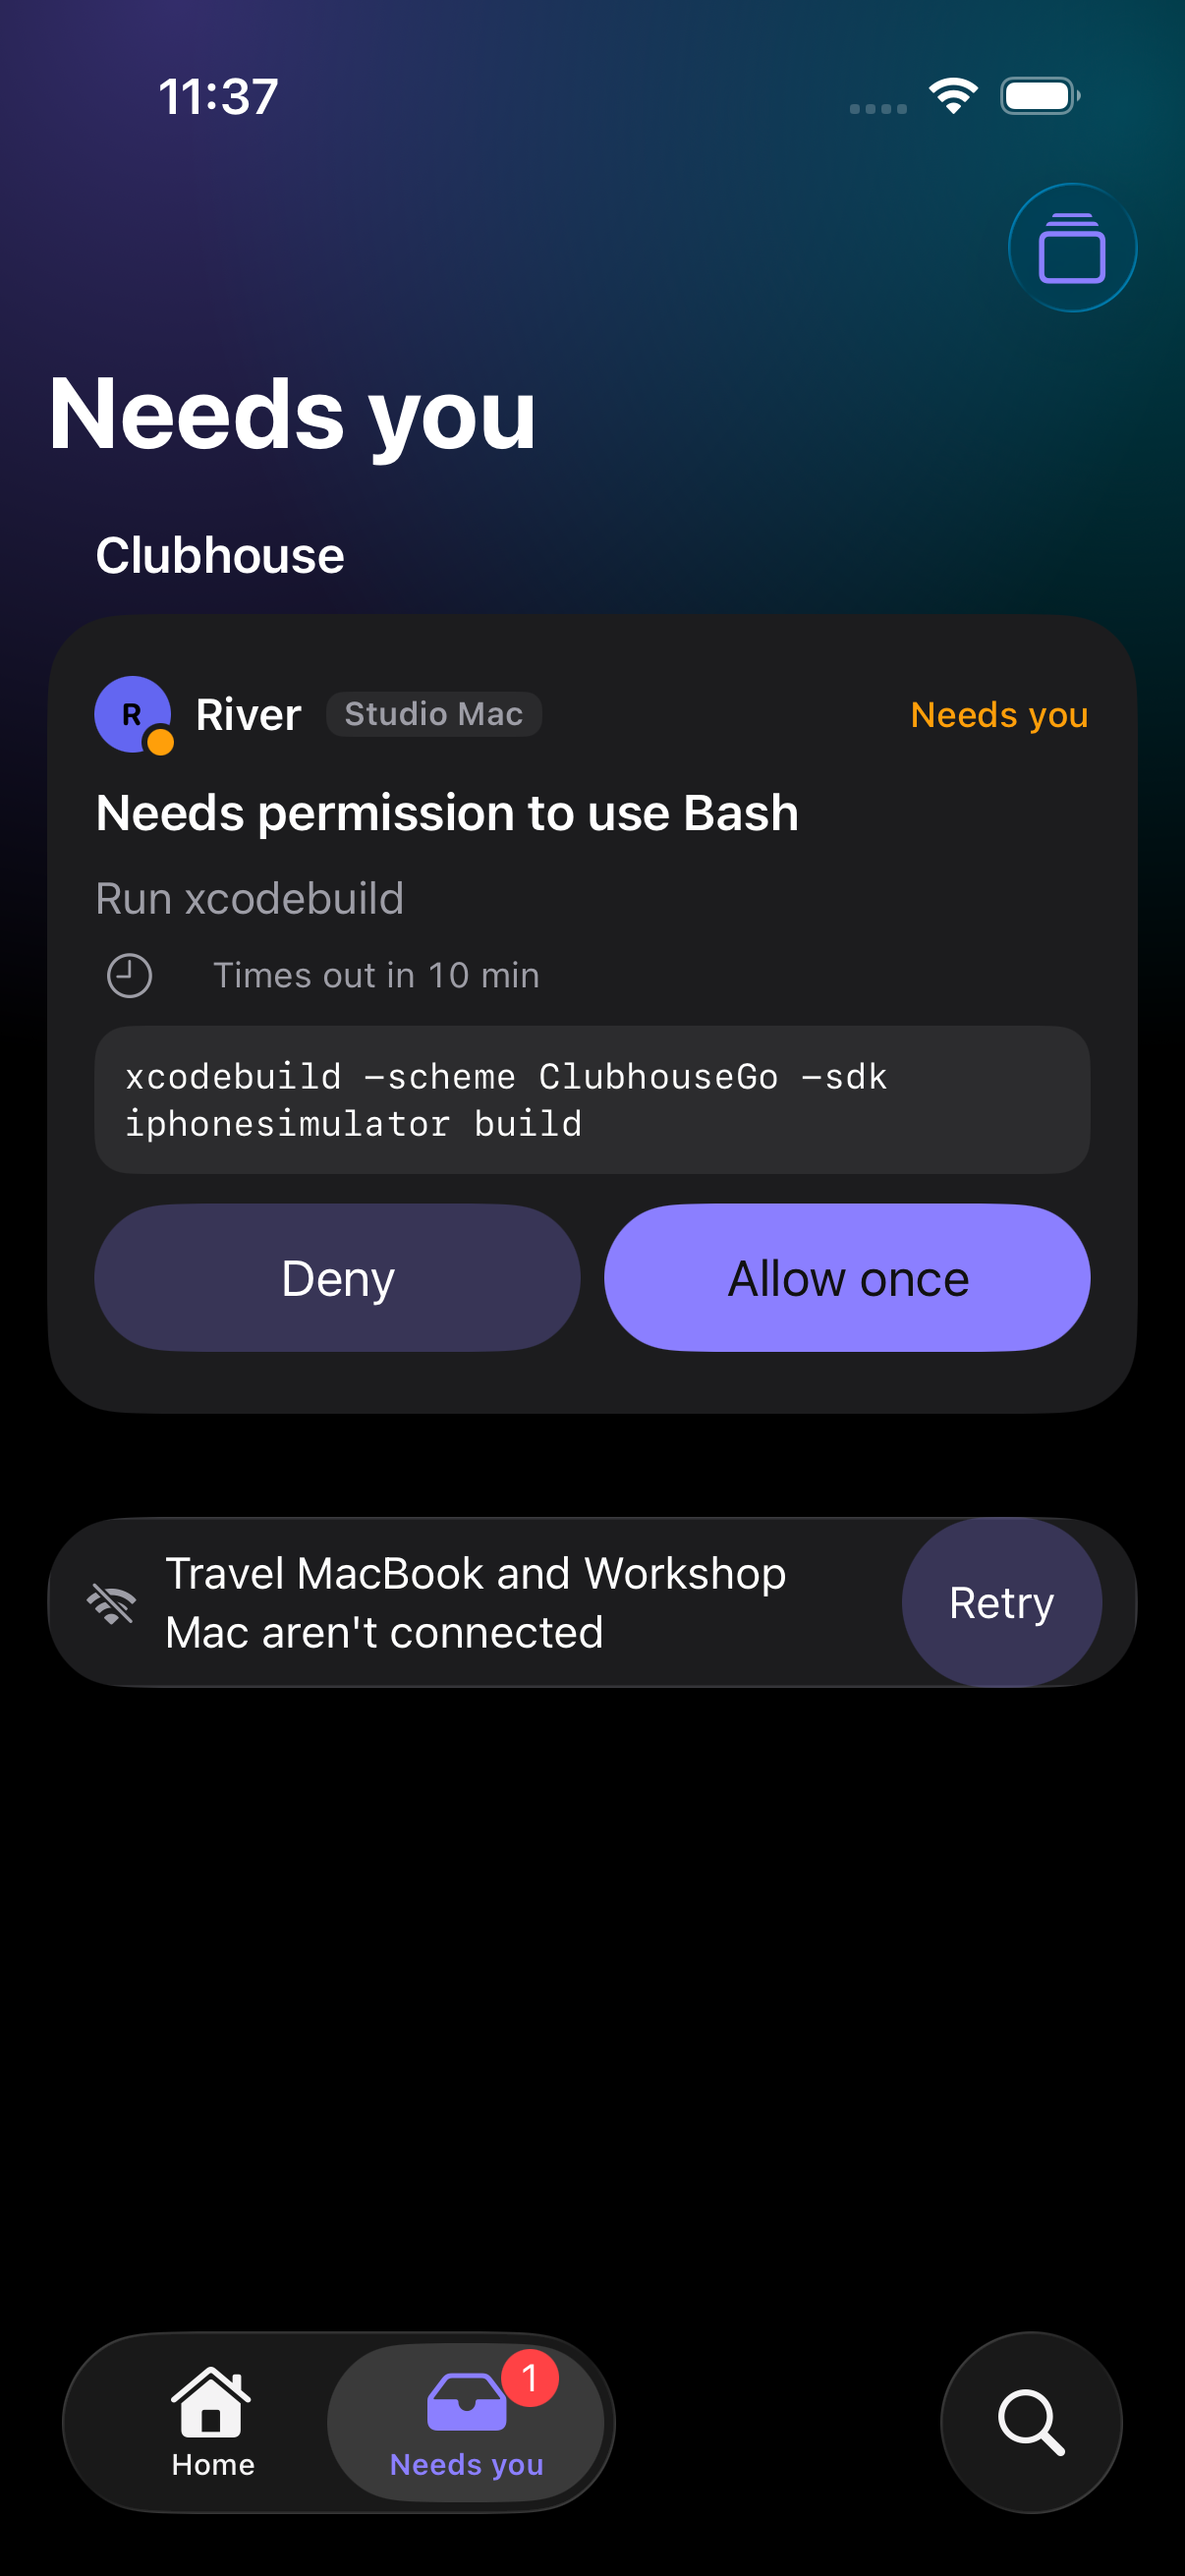 11:37
Needs you
Clubhouse
R
River
Studio Mac
Needs you
Needs permission to use Bash
Run xcodebuild
Times out in 10 min
xcodebuild -scheme ClubhouseGo -sdk
iphonesimulator build
Deny
Allow once
Travel MacBook and Workshop
Mac aren't connected
Retry
1
Home
Needs you